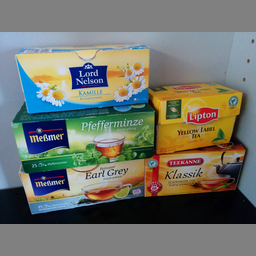 Lord
Nelson
KAMILLE
Meßmer
Pfefferminze
Lipton
YELLOW LABEL
TEA
Meßmer
Earl Grey
TEEKANNE
Klassik